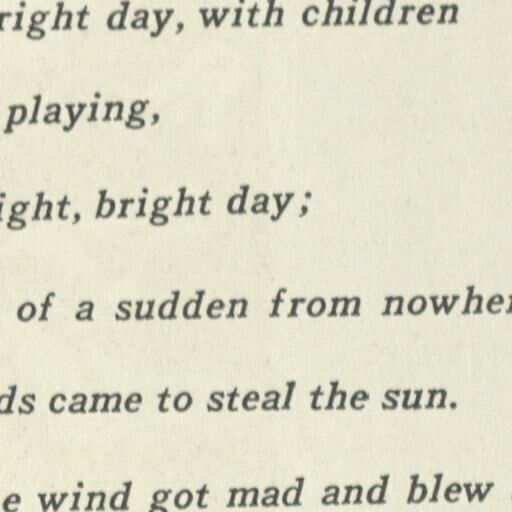 right day, with children
playing,
ight, bright day;
of a sudden from nowher
ds came to steal the sun.
e wind got mad and blew